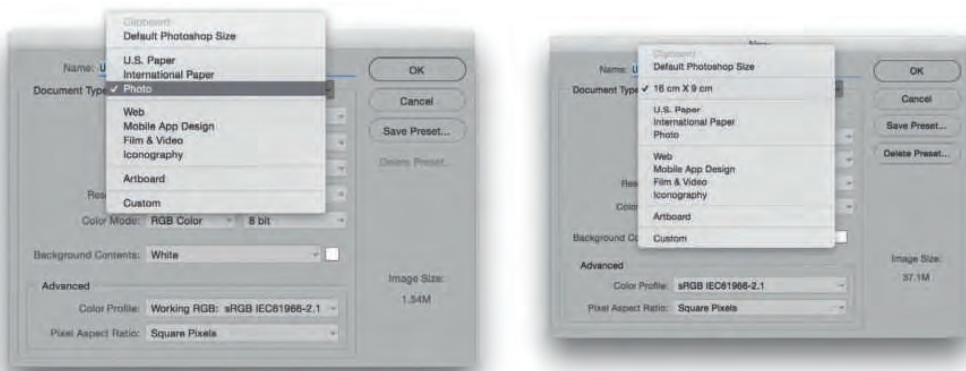 Clipboard
Default Photoshop Size
U.S. Paper
Name: U
International Paper
Document Type
✓ Photo
Web
Mobile App Design
Film & Video
Iconography
Artboard
Custom
OK
Cancel
Save Preset...
Delete Preset...
Color Mode: RGB Color 8 bit
Background Contents: White
Image Size:
1.54M
Advanced
Color Profile: Working RGB: sRGB IEC61966-2.1
Pixel Aspect Ratio: Square Pixels
Clipboard
Default Photoshop Size
Name: U
Document Type
✓ 16 cm X 9 cm
U.S. Paper
International Paper
Photo
Web
Mobile App Design
Film & Video
Iconography
Artboard
Custom
OK
Cancel
Save Preset...
Delete Preset...
Background Co
Image Size:
37.1M
Advanced
Color Profile: sRGB IEC61966-2.1
Pixel Aspect Ratio: Square Pixels